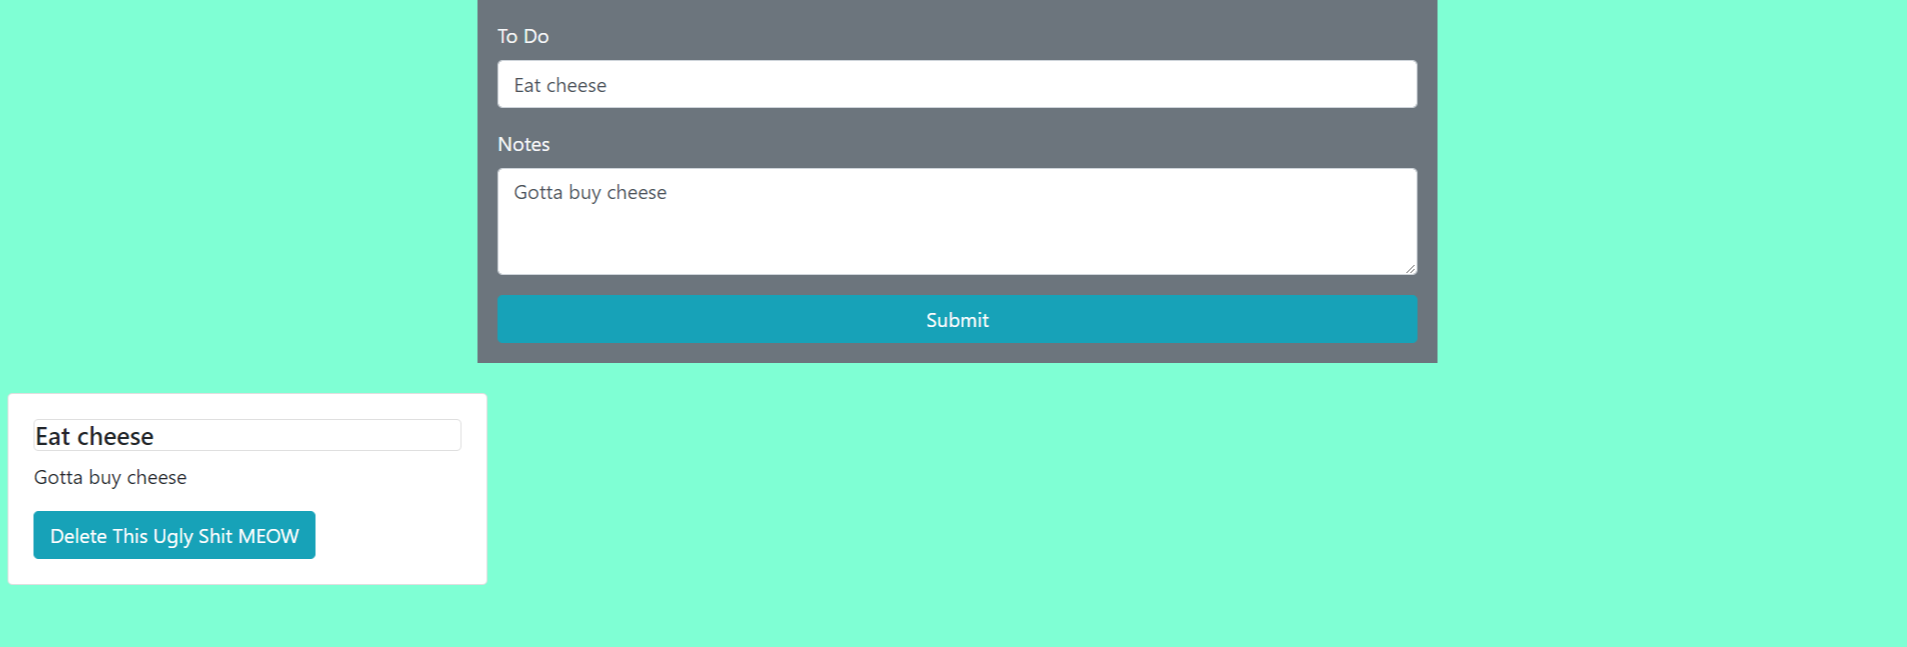 To Do
Eat cheese
Notes
Gotta buy cheese
Submit
Eat cheese
Gotta buy cheese
Delete This Ugly Shit MEOW